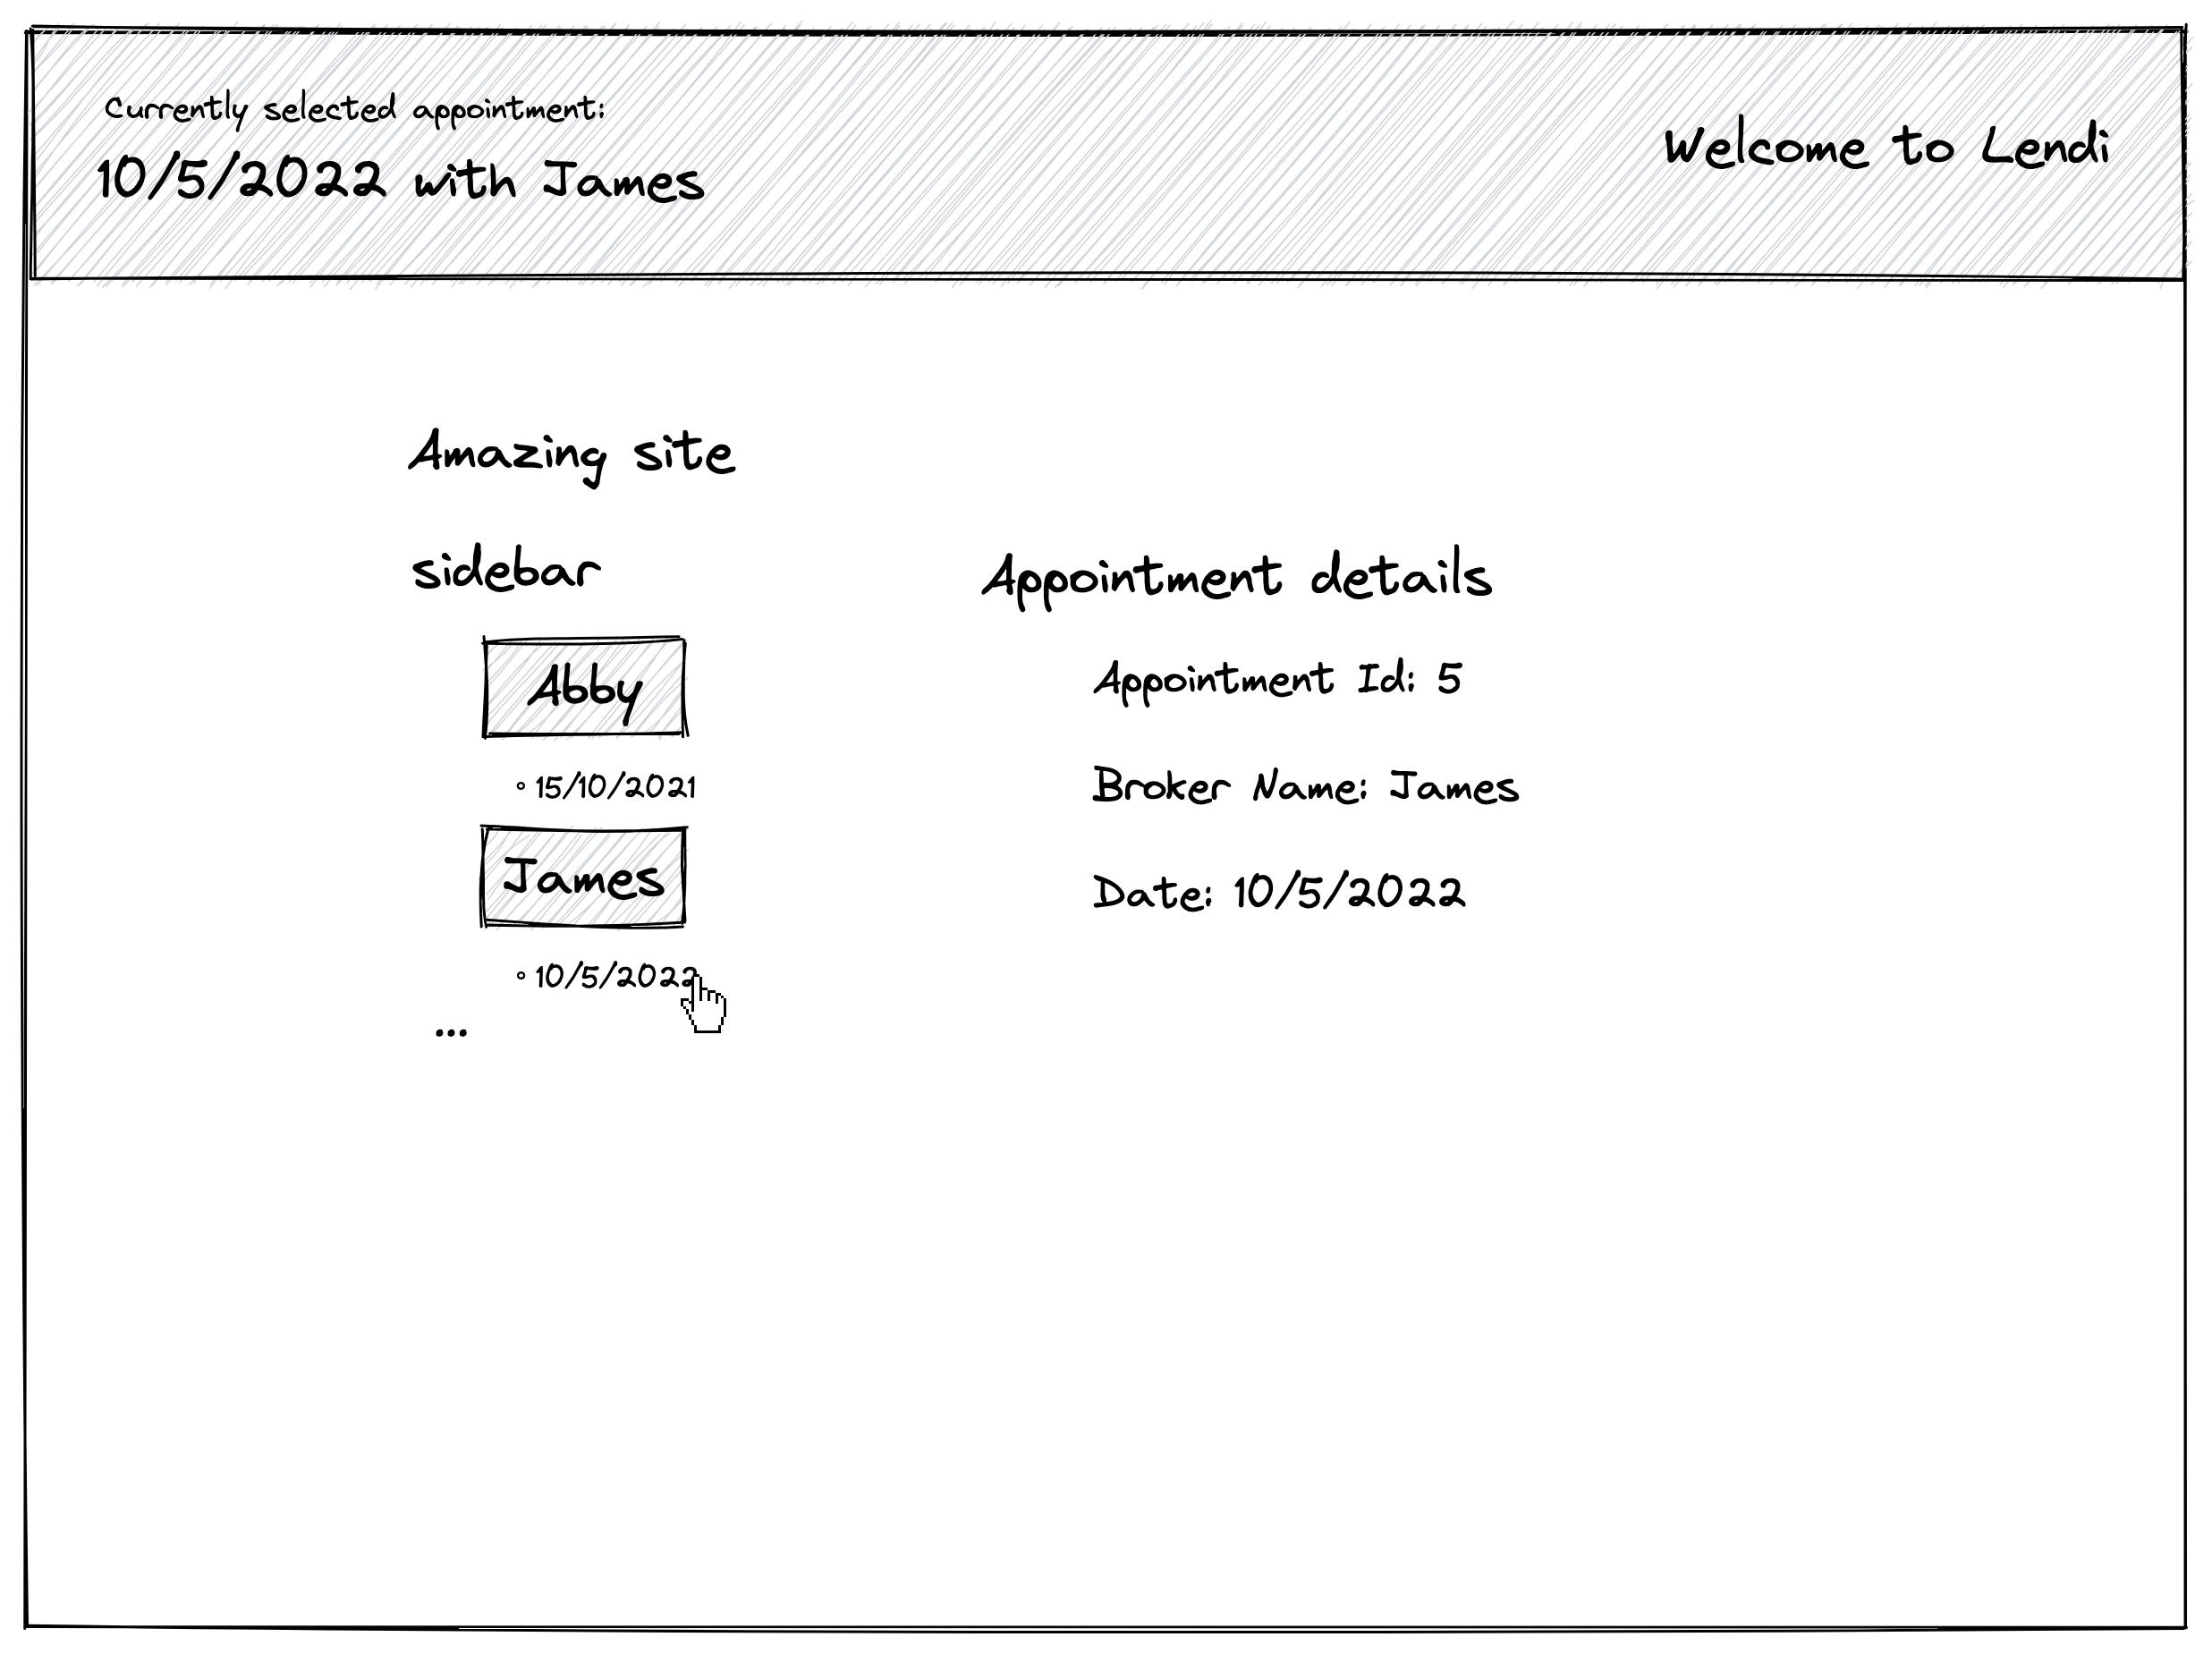 Currently selected appointment:
10/5/2022 with James
Welcome to Lendi
Amazing site
sidebar
Abby
15/10/2021
James
10/5/2022
...
Appointment details
Appointment Id: 5
Broker Name: James
Date: 10/5/2022